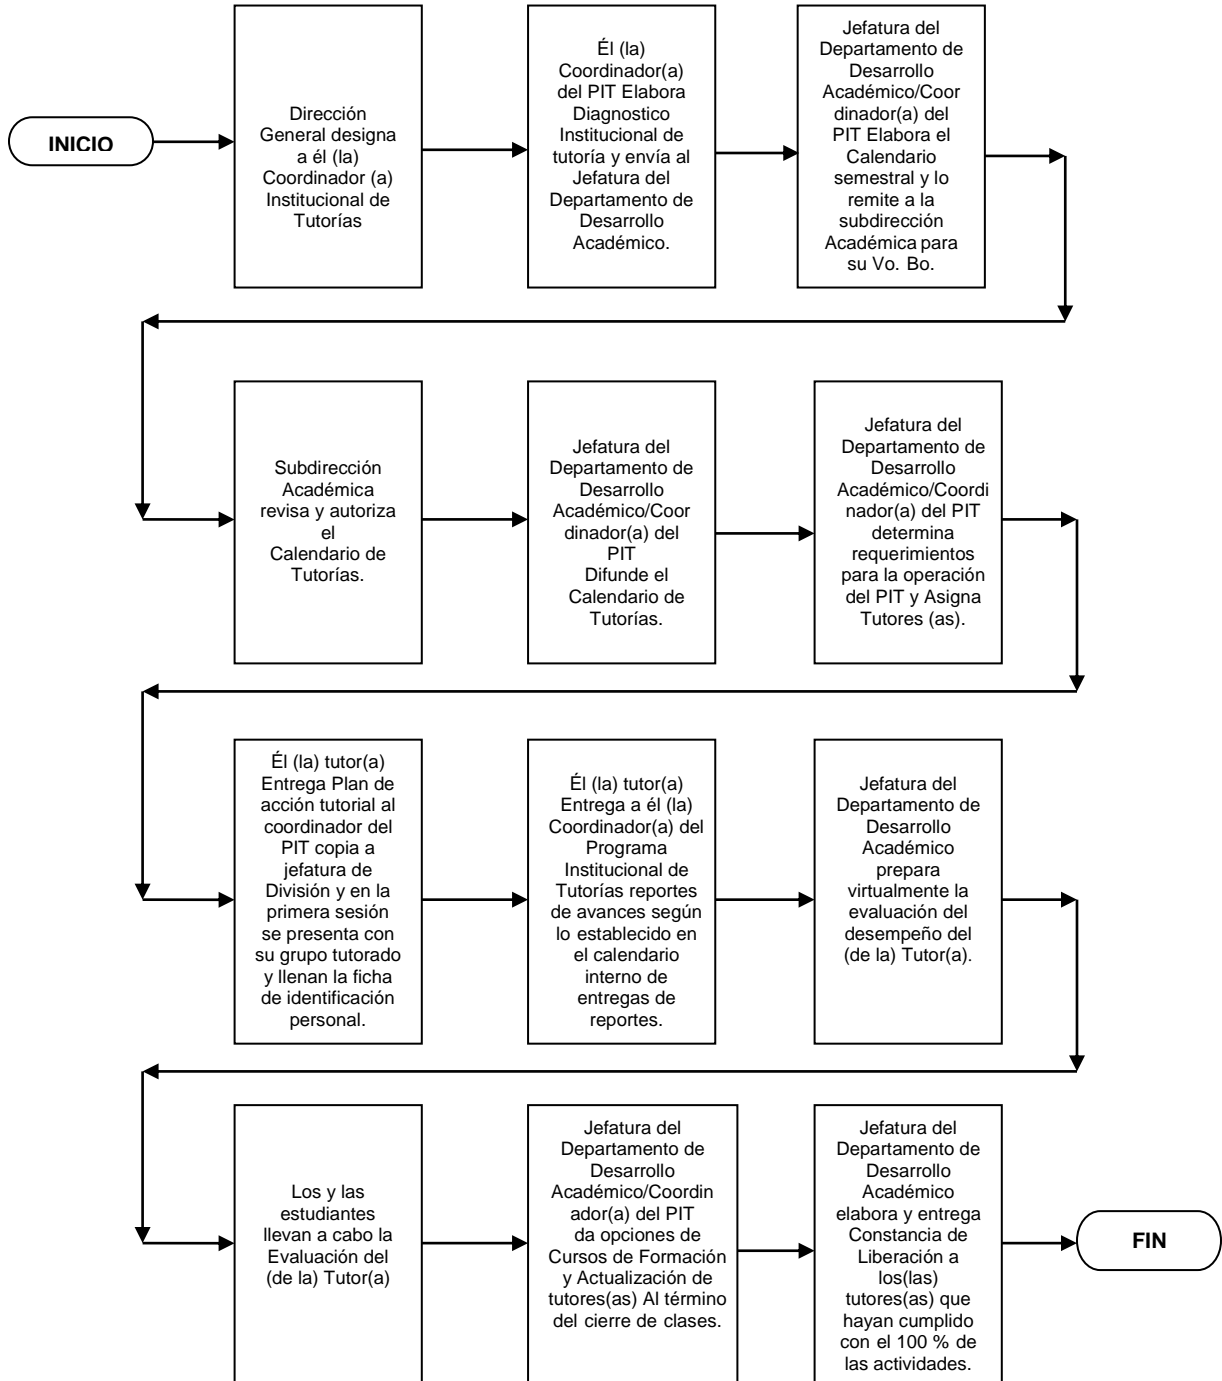 INICIO
Dirección
General designa
a él (la)
Coordinador (a)
Institucional de
Tutorías
Él (la)
Coordinador(a)
del PIT Elabora
Diagnostico
Institucional de
tutoría y envía al
Jefatura del
Departamento de
Desarrollo
Académico.
Jefatura del
Departamento de
Desarrollo
Académico/Coor
dinador(a) del
PIT Elabora el
Calendario
semestral y lo
remite a la
subdirección
Académica para
su Vo. Bo.
Subdirección
Académica
revisa y autoriza
el
Calendario de
Tutorías.
Jefatura del
Departamento de
Desarrollo
Académico/Coor
dinador(a) del
PIT
Difunde el
Calendario de
Tutorías.
Jefatura del
Departamento de
Desarrollo
Académico/Coordi
nador(a) del PIT
determina
requerimientos
para la operación
del PIT y Asigna
Tutores (as).
Él (la) tutor(a)
Entrega Plan de
acción tutorial al
coordinador del
PIT copia a
jefatura de
División y en la
primera sesión
se presenta con
su grupo tutorado
y llenan la ficha
de identificación
personal.
Él (la) tutor(a)
Entrega a él (la)
Coordinador(a) del
Programa
Institucional de
Tutorías reportes
de avances según
lo establecido en
el calendario
interno de
entregas de
reportes.
Jefatura del
Departamento de
Desarrollo
Académico
prepara
virtualmente la
evaluación del
desempeño del
(de la) Tutor(a).
Los y las
estudiantes
llevan a cabo la
Evaluación del
(de la) Tutor(a)
Jefatura del
Departamento de
Desarrollo
Académico/Coordin
ador(a) del PIT
da opciones de
Cursos de Formación
y Actualización de
tutores(as) Al término
del cierre de clases.
Jefatura del
Departamento de
Desarrollo
Académico
elabora y entrega
Constancia de
Liberación a
los(las)
tutores(as) que
hayan cumplido
con el 100 % de
las actividades.
FIN